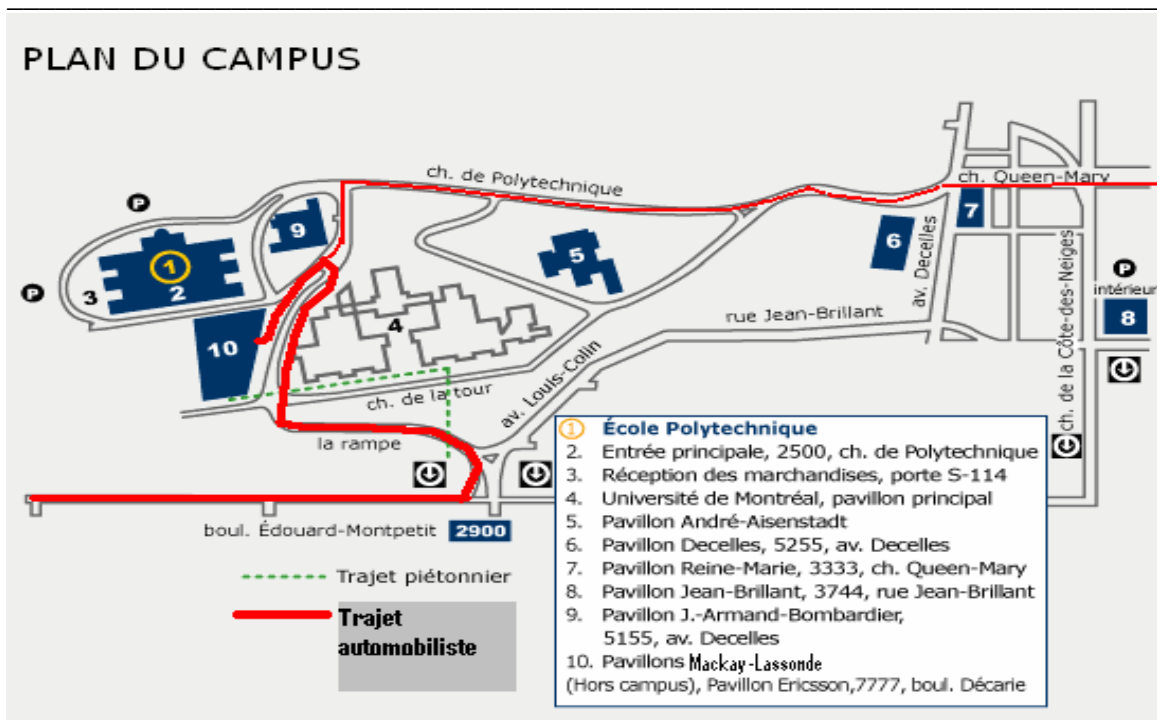 PLAN DU CAMPUS
ch. de Polytechnique
ch. Queen-Mary
P
9
7
1
5
6
P
2
3
av. Decelles
P
intérieur
ch. de la Côte-des-Neiges
rue Jean-Brillant
8
4
10
av. Louis-Colin
ch. de la tour
la rampe
boul. Édouard-Montpetit 2900
Trajet piétonnier
Trajet
automobiliste
1 École Polytechnique
2. Entrée principale, 2500, ch. de Polytechnique
3. Réception des marchandises, porte S-114
4. Université de Montréal, pavillon principal
5. Pavillon André-Aisenstadt
6. Pavillon Decelles, 5255, av. Decelles
7. Pavillon Reine-Marie, 3333, ch. Queen-Mary
8. Pavillon Jean-Brillant, 3744, rue Jean-Brillant
9. Pavillon J.-Armand-Bombardier,
5155, av. Decelles
10. Pavillons Mackay-Lassonde
(Hors campus), Pavillon Ericsson,7777, boul. Décarie